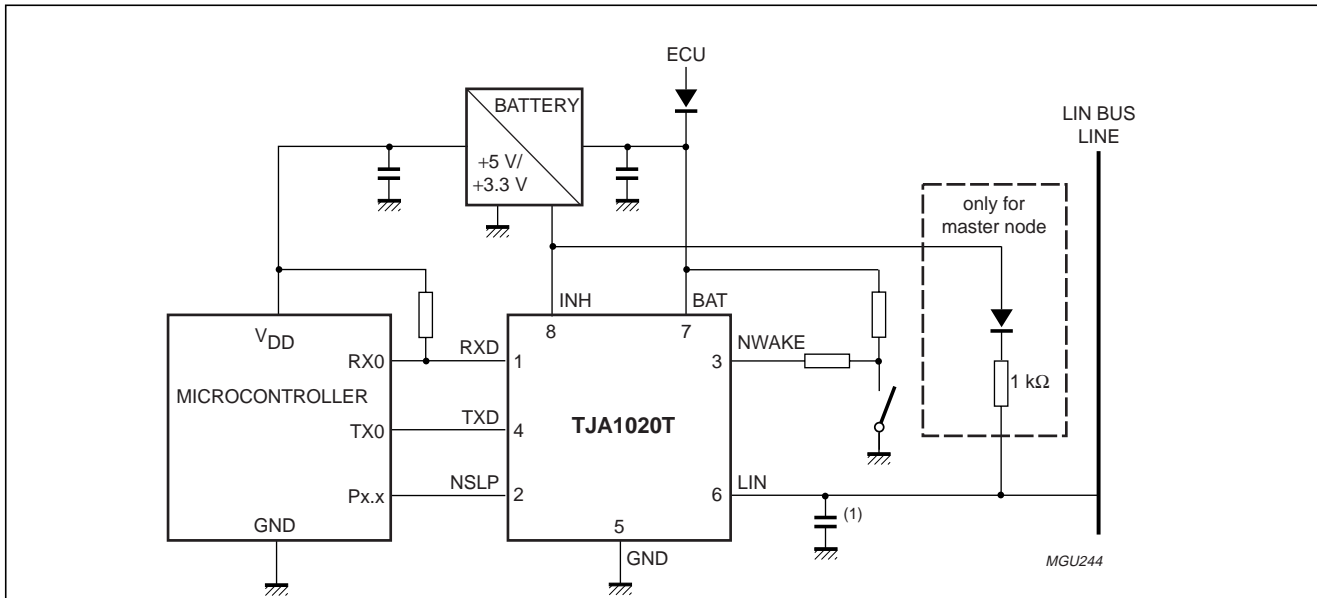 ECU
BATTERY
+5 V/
+3.3 V
LIN BUS
LINE
only for
master node
INH
BAT
8
7
VDD
RX0
RXD
1
3
NWAKE
1 kΩ
MICROCONTROLLER
TJA1020T
TX0
TXD
4
Px.x
NSLP
2
6
LIN
(1)
GND
5
GND
MGU244